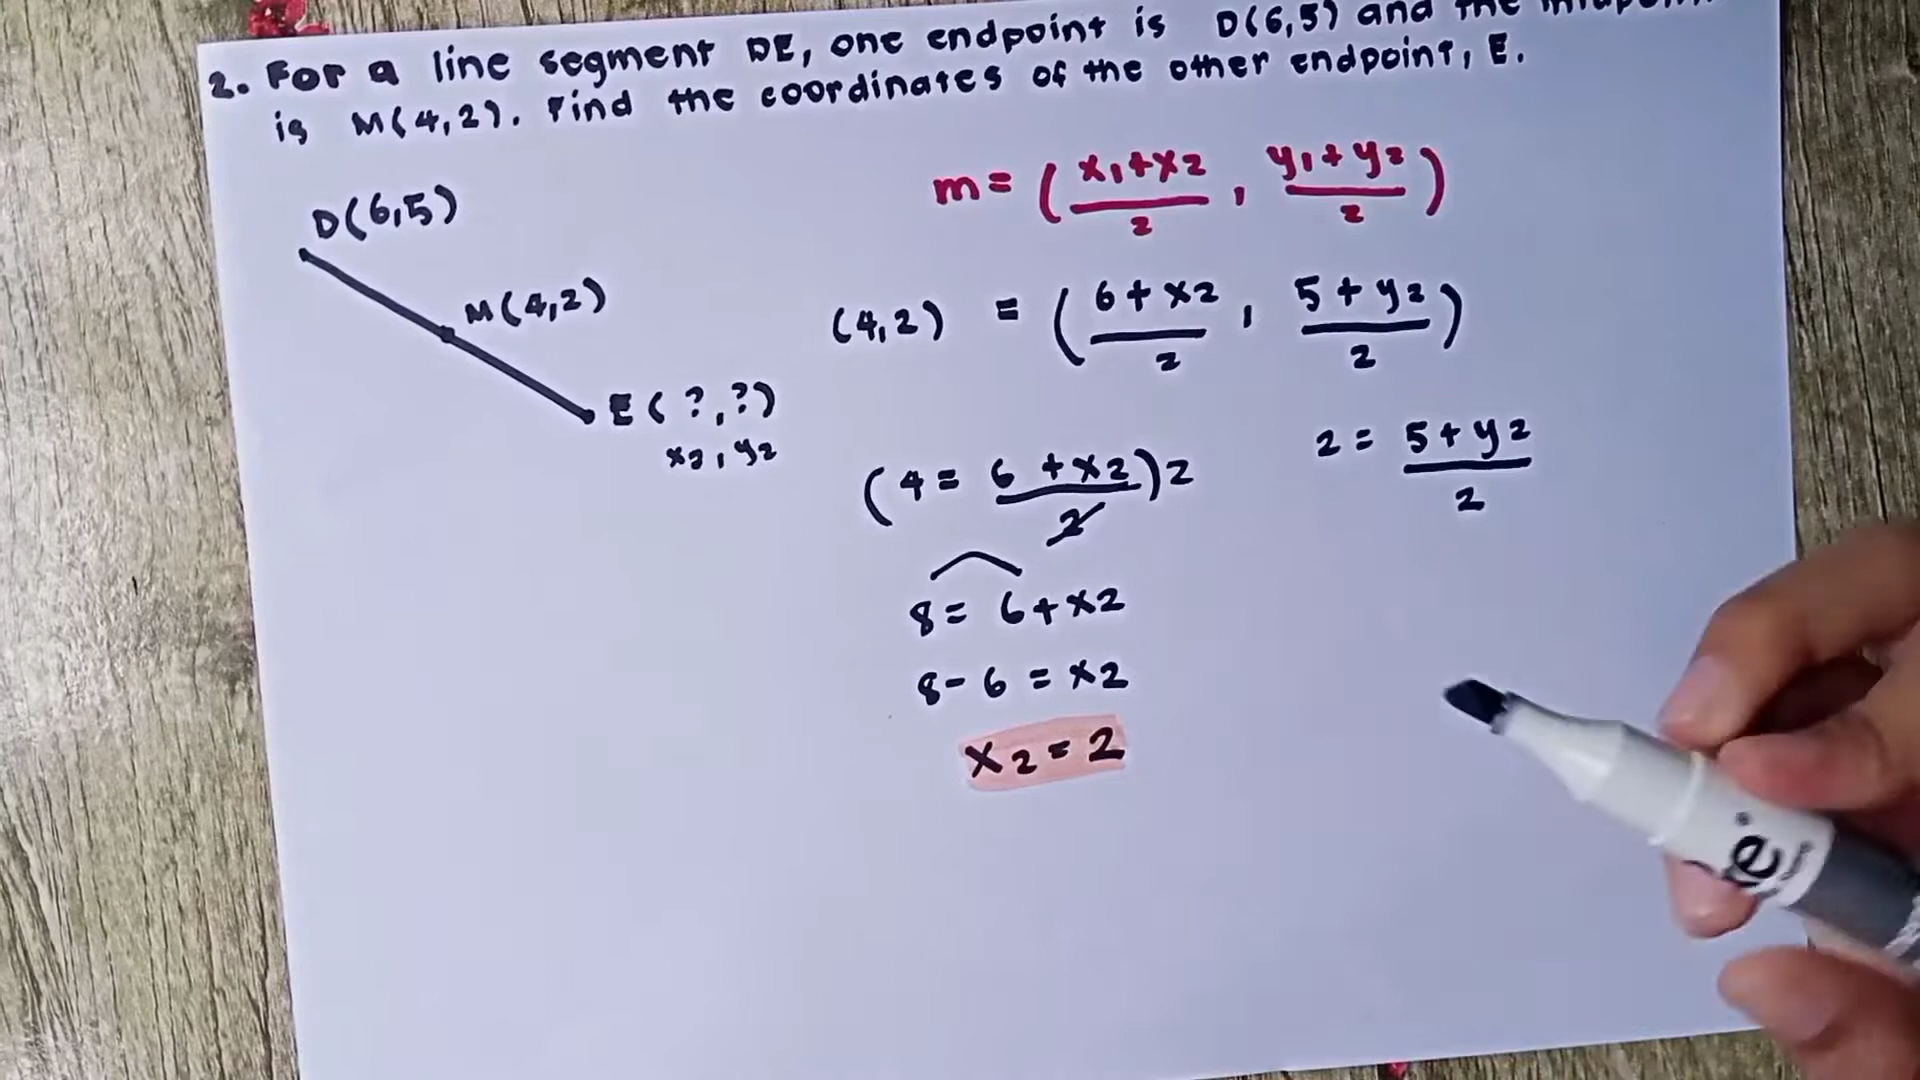 2. For a line segment DE, one endpoint is D(6,5) and the
is M(4,2). Find the coordinates of the other endpoint, E.
m = (x1+x2/2, y1+y2/2)
D(6,5)
M(4,2)
(4,2) = (6+x2/2, 5+y2/2)
E(?,?)
x2, y2
(4 = 6+x2/2)2
2 = 5+y2/2
8 = 6+x2
8-6 = x2
x2 = 2